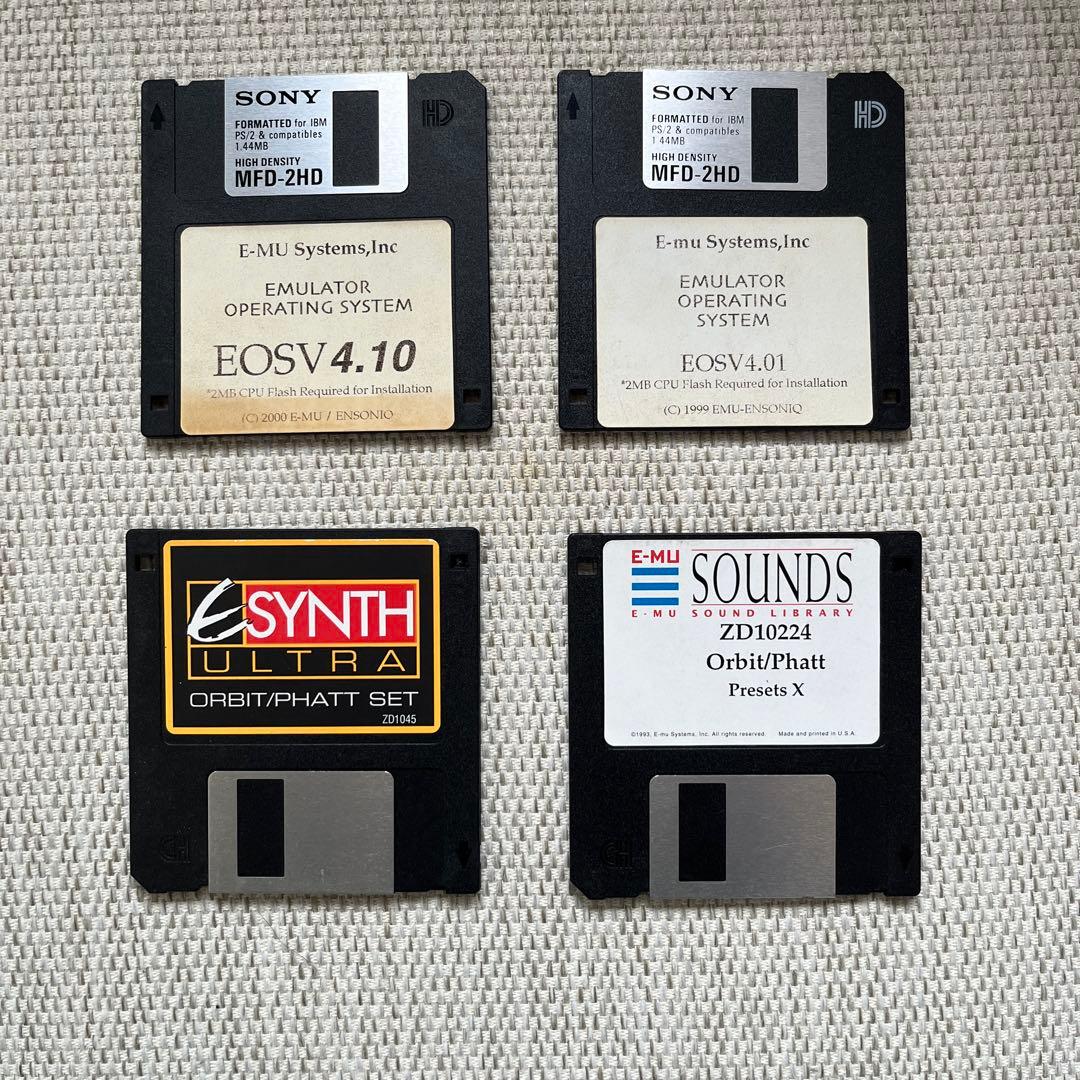 SONY
FORMATTED for IBM
PS/2 & compatibles
1.44MB
HIGH DENSITY
MFD-2HD
HD
E-MU Systems,Inc
EMULATOR
OPERATING SYSTEM
EOSV4.10
*2MB CPU Flash Required for Installation
(C) 2000 E-MU / ENSONIQ
SONY
FORMATTED for IBM
PS/2 & compatibles
1.44MB
HIGH DENSITY
MFD-2HD
HD
E-mu Systems,Inc
EMULATOR
OPERATING
SYSTEM
EOSV4.01
*2MB CPU Flash Required for Installation
(C) 1999 EMU-ENSONIQ
ESYNTH
ULTRA
ORBIT/PHATT SET
ZD1045
HD
E-MU SOUNDS
E-MU SOUND LIBRARY
ZD10224
Orbit/Phatt
Presets X
©1993, E-mu Systems, Inc. All rights reserved. Made and printed in U.S.A.
HD